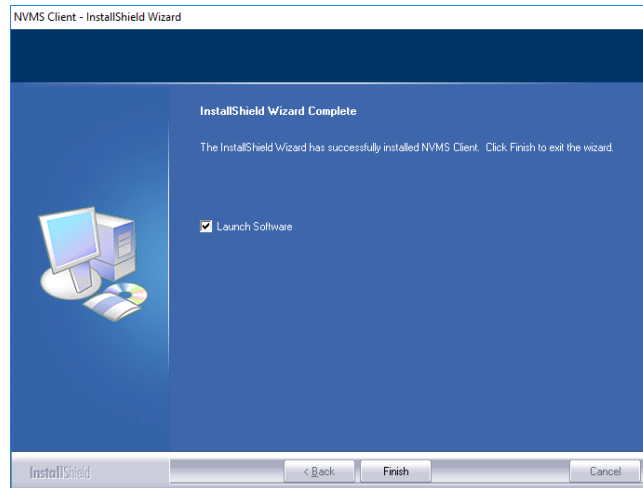 NVMS Client - InstallShield Wizard
InstallShield Wizard Complete
The InstallShield Wizard has successfully installed NVMS Client. Click Finish to exit the wizard.
Launch Software
InstallShield
< Back
Finish
Cancel